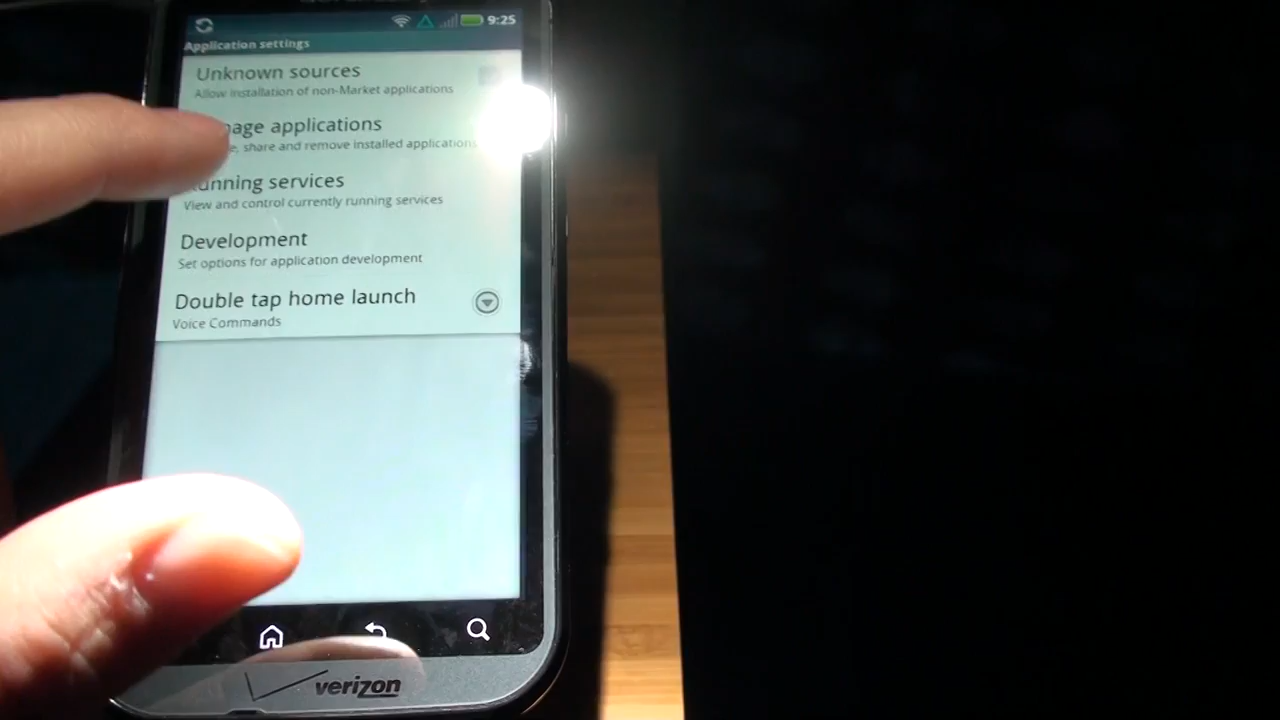 9:25
Application settings
Unknown sources
Allow installation of non-Market applications
applications
share and remove installed applications
services
View and control currently running services
Development
Set options for application development
Double tap home launch
Voice Commands
verizon